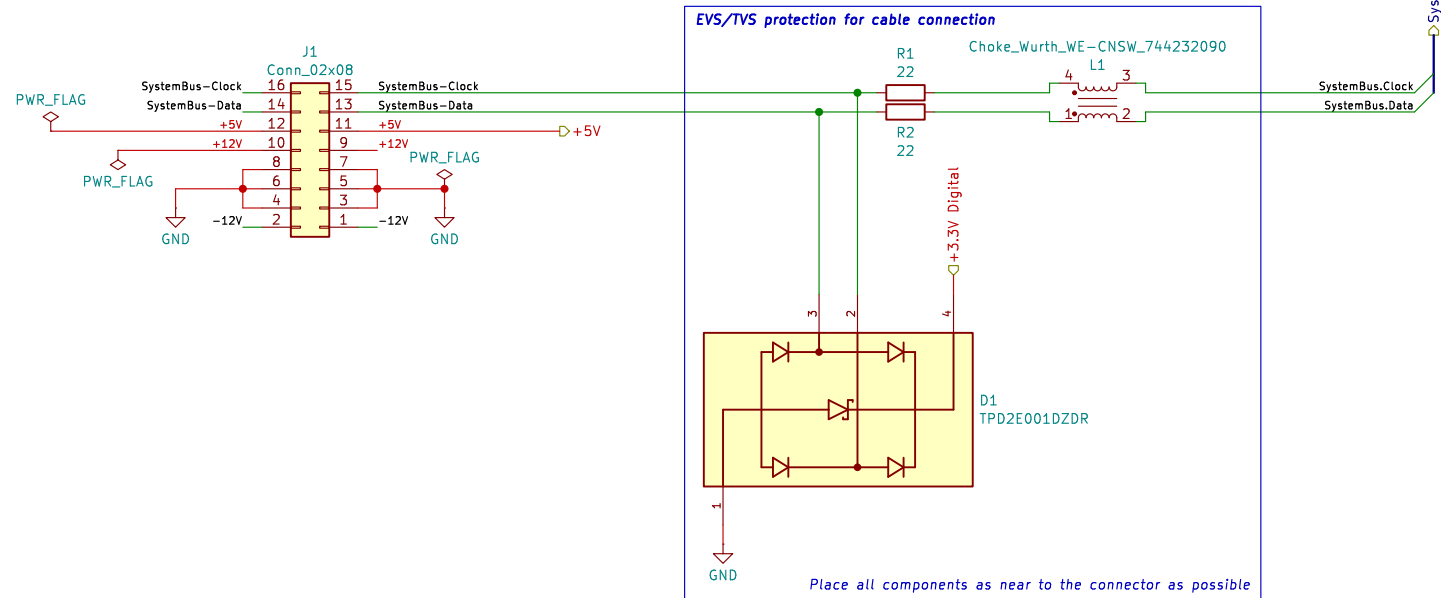 EVS/TVS protection for cable connection
Sys
J1
Conn_02x08
R1
22
Choke_Wurth_WE-CNSW_744232090
L1
4 3
SystemBus-Clock 16 15 SystemBus-Clock
SystemBus.Clock
PWR_FLAG
SystemBus-Data 14 13 SystemBus-Data
1 2
SystemBus.Data
+5V 12 11 +5V
+5V
R2
22
+12V 10 9 +12V
PWR_FLAG
8 7
PWR_FLAG
6 5
4 3
-12V 2 1 -12V
GND
GND
+3.3V Digital
3
2
4
D1
TPD2E001DZDR
1
GND
Place all components as near to the connector as possible